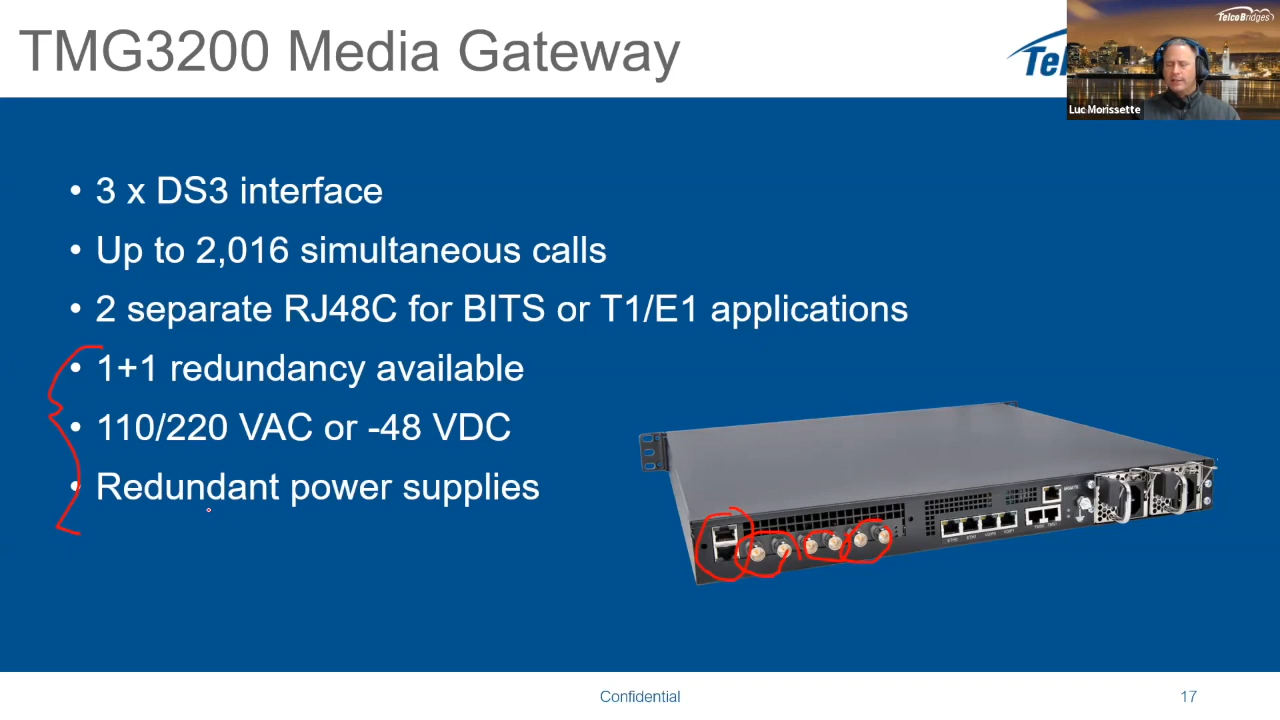 TMG3200 Media Gateway
TelcoBridges
Luc Morissette
• 3 x DS3 interface
• Up to 2,016 simultaneous calls
• 2 separate RJ48C for BITS or T1/E1 applications
• 1+1 redundancy available
• 110/220 VAC or -48 VDC
• Redundant power supplies
Confidential
17